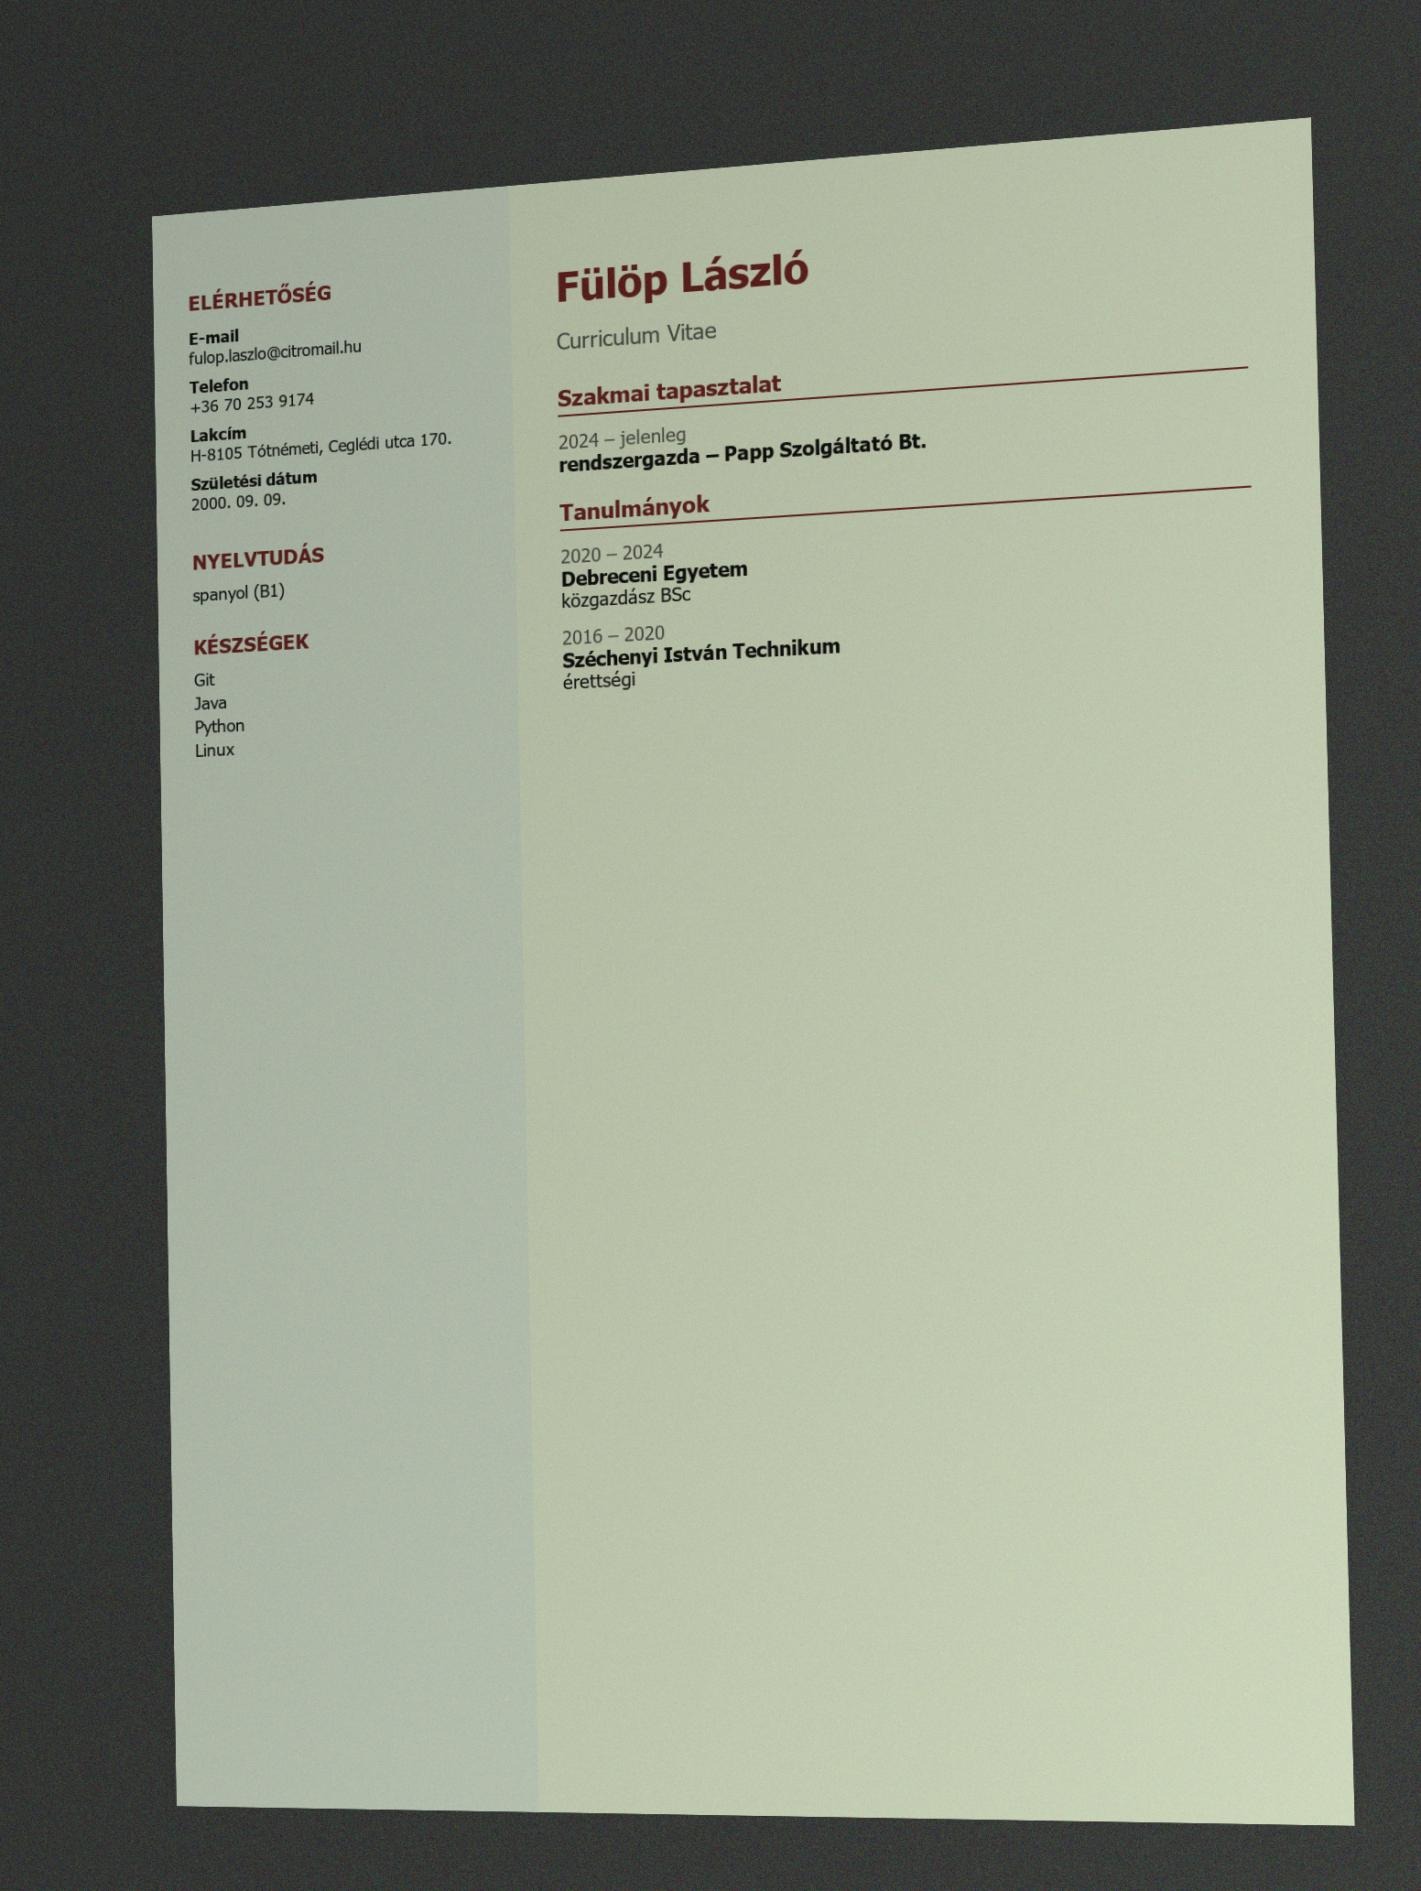 ELÉRHETŐSÉG
E-mail
fulop.laszlo@citromail.hu
Telefon
+36 70 253 9174
Lakcím
H-8105 Tótnémeti, Ceglédi utca 170.
Születési dátum
2000. 09. 09.
NYELVTUDÁS
spanyol (B1)
KÉSZSÉGEK
Git
Java
Python
Linux
Fülöp László
Curriculum Vitae
Szakmai tapasztalat
2024 – jelenleg
rendszergazda – Papp Szolgáltató Bt.
Tanulmányok
2020 – 2024
Debreceni Egyetem
közgazdász BSc
2016 – 2020
Széchenyi István Technikum
érettségi